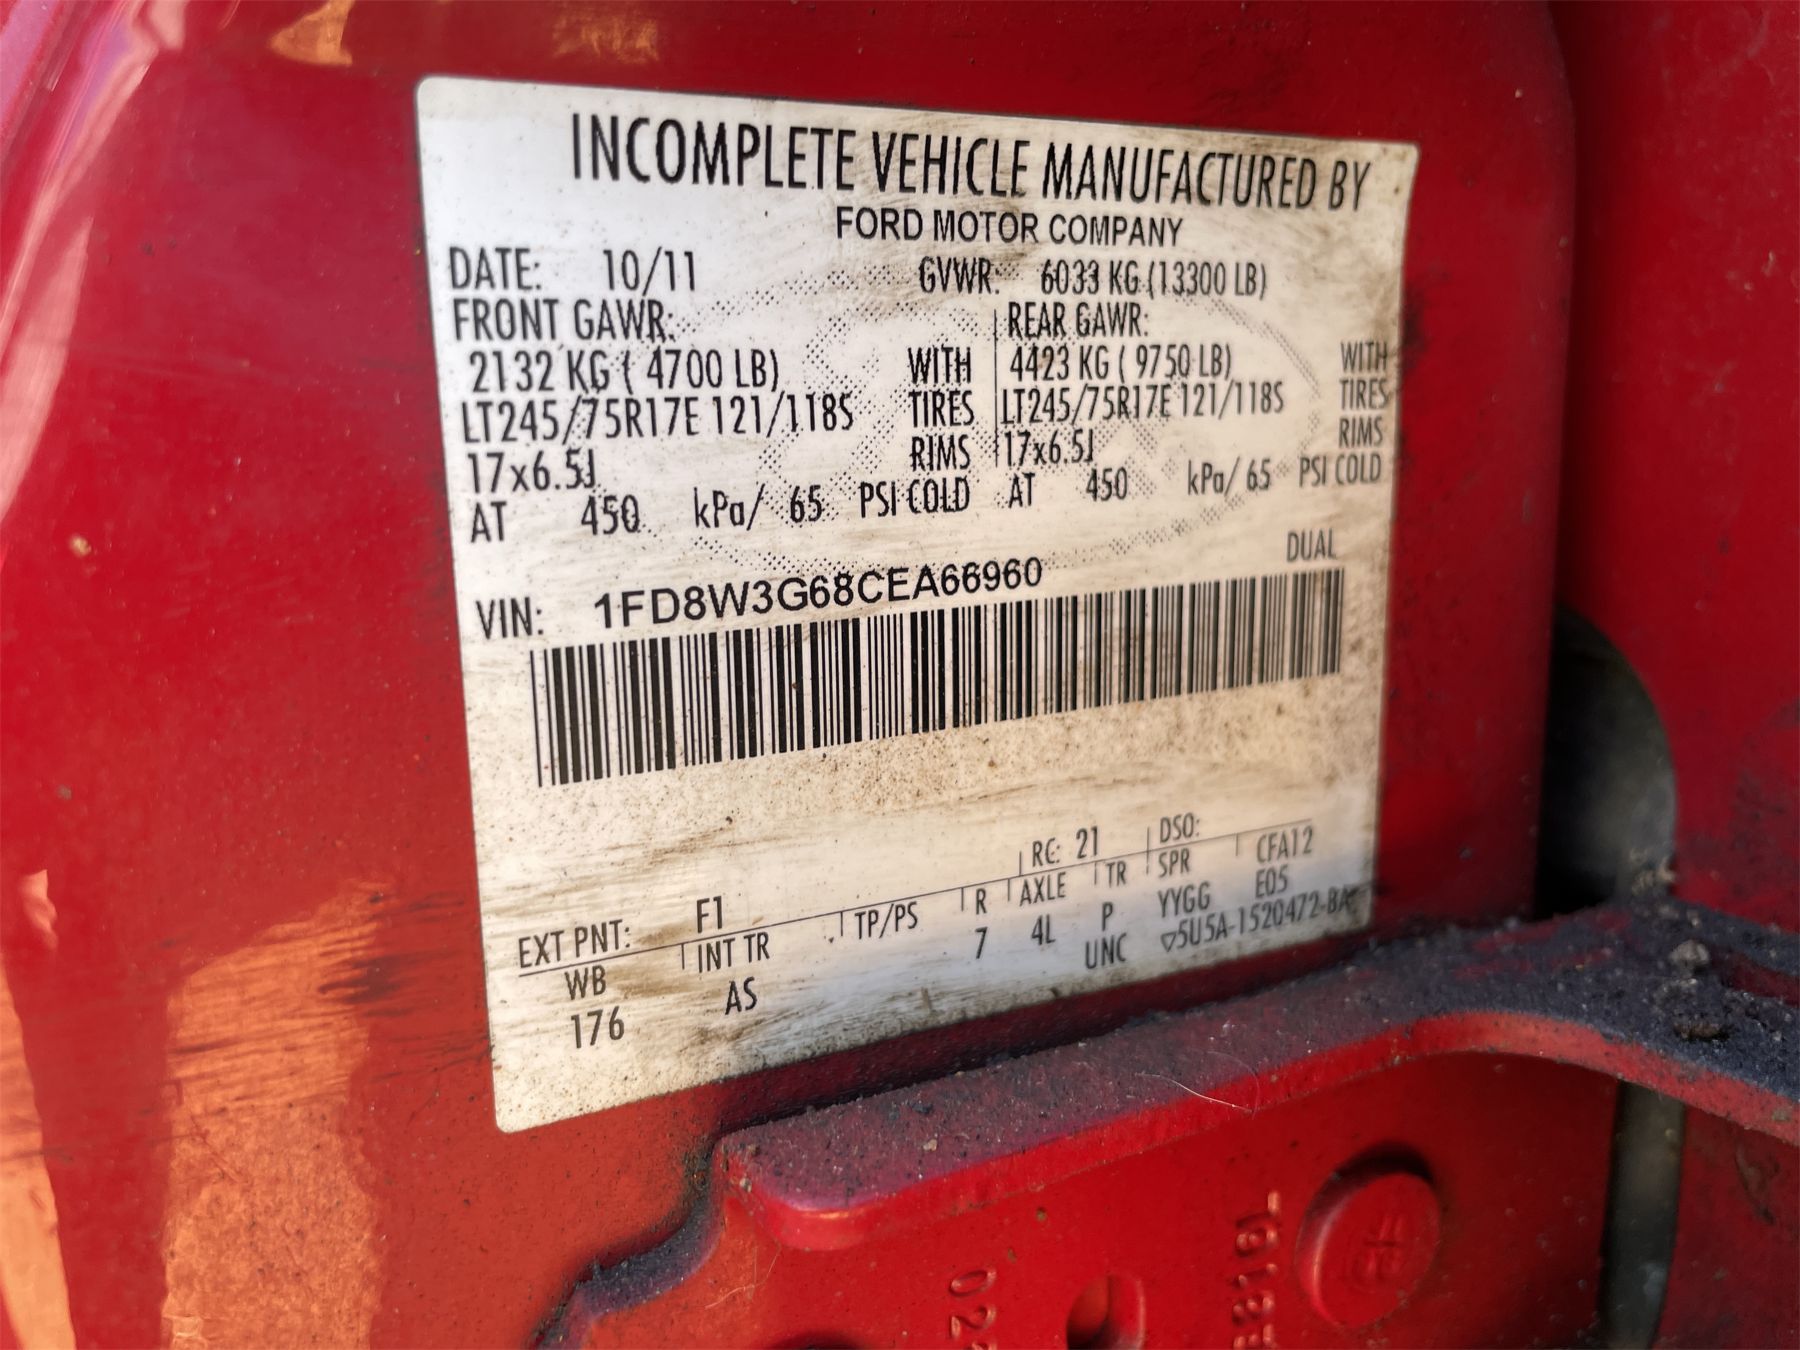 INCOMPLETE VEHICLE MANUFACTURED BY
FORD MOTOR COMPANY
DATE: 10/11 GVWR: 6033 KG (13300 LB)
FRONT GAWR: REAR GAWR:
2132 KG ( 4700 LB) WITH 4423 KG ( 9750 LB) WITH
LT245/75R17E 121/118S TIRES LT245/75R17E 121/118S TIRES
17x6.5J RIMS 17x6.5J RIMS
AT 450 kPa/ 65 PSI COLD AT 450 kPa/ 65 PSI COLD
DUAL
VIN: 1FD8W3G68CEA66960
EXT PNT: F1 RC: 21 DSO:
WB INT TR TP/PS R AXLE TR SPR CFA12
176 AS 7 4L P YYGG E05
UNC 5U5A-1520472-BA